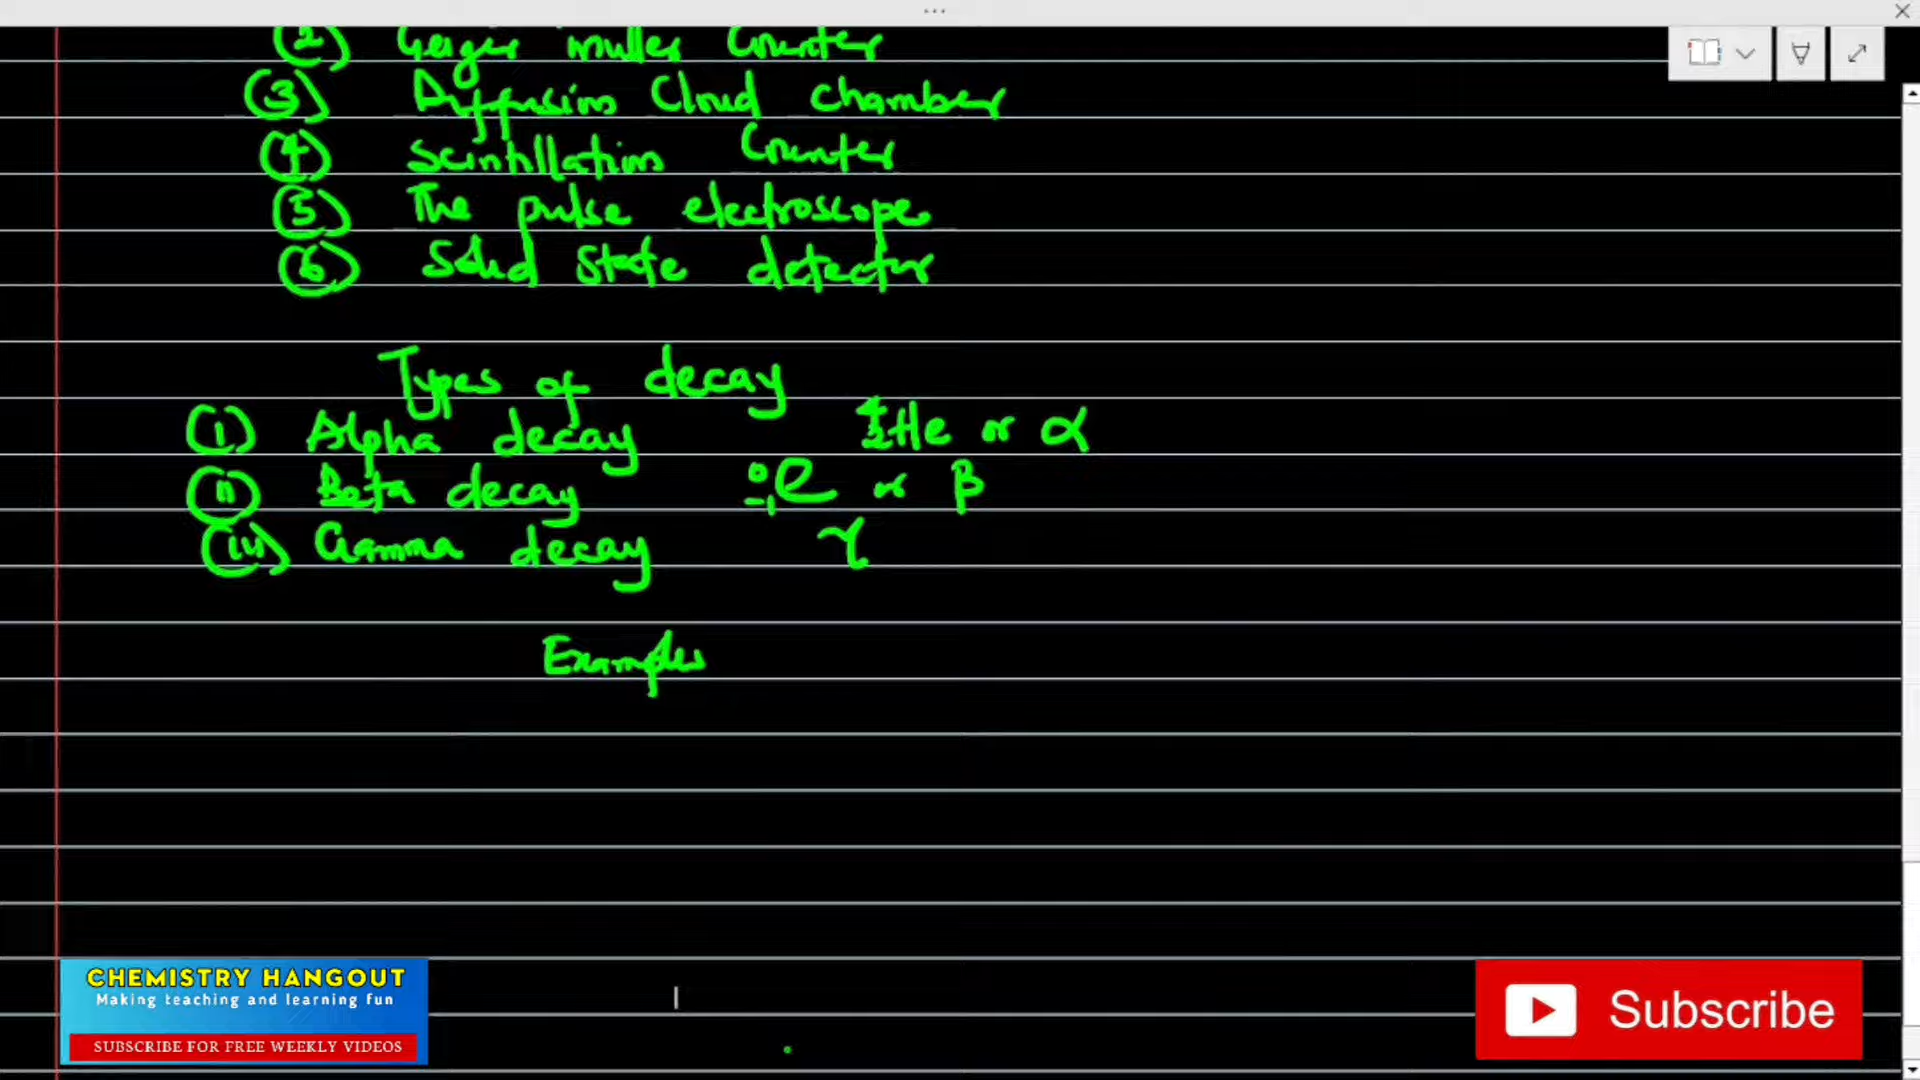 (2) Geiger muller Counter
(3) Diffusion Cloud chamber
(4) Scintillation Counter
(5) The pulse electroscope
(6) Solid State detector
Types of decay
(i) Alpha decay ⁴₂He or α
(ii) Beta decay ⁰₋₁e or β
(iv) Gamma decay γ
Examples
CHEMISTRY HANGOUT
Making teaching and learning fun
SUBSCRIBE FOR FREE WEEKLY VIDEOS
Subscribe